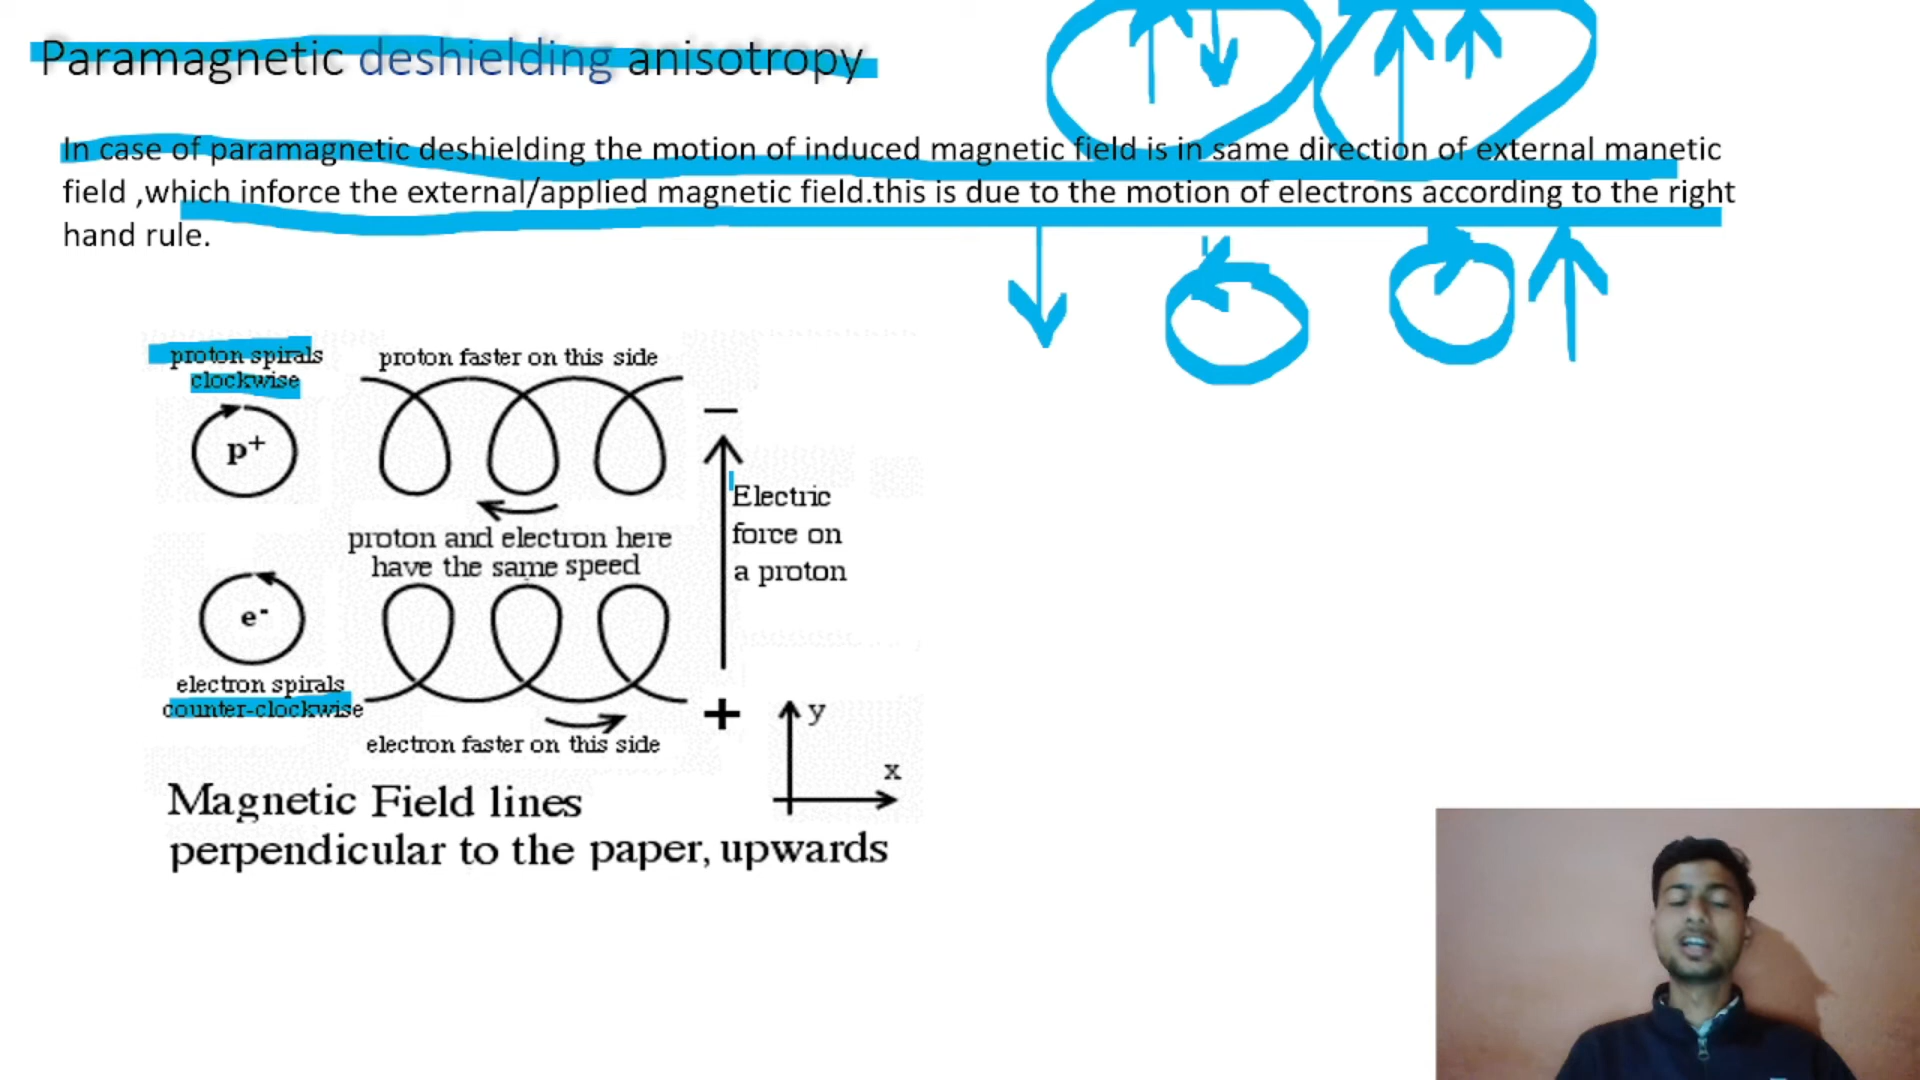 Paramagnetic deshielding anisotropy
In case of paramagnetic deshielding the motion of induced magnetic field is in same direction of external manetic
field ,which inforce the external/applied magnetic field.this is due to the motion of electrons according to the right
hand rule.
proton spirals
clockwise
proton faster on this side
p+
−
Electric
force on
a proton
proton and electron here
have the same speed
e-
electron spirals
counter-clockwise
electron faster on this side
+
y
x
Magnetic Field lines
perpendicular to the paper, upwards